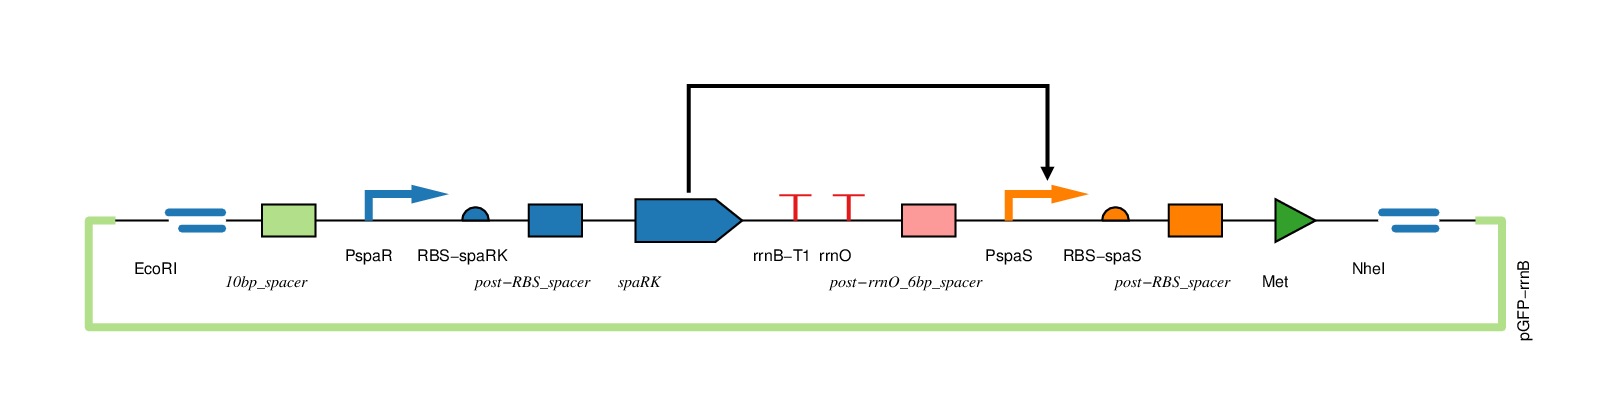 EcoRI
10bp_spacer
PspaR
RBS−spaRK
post−RBS_spacer
spaRK
rrnB−T1
rrnO
post−rrnO_6bp_spacer
PspaS
RBS−spaS
post−RBS_spacer
Met
NheI
pGFP−rrnB